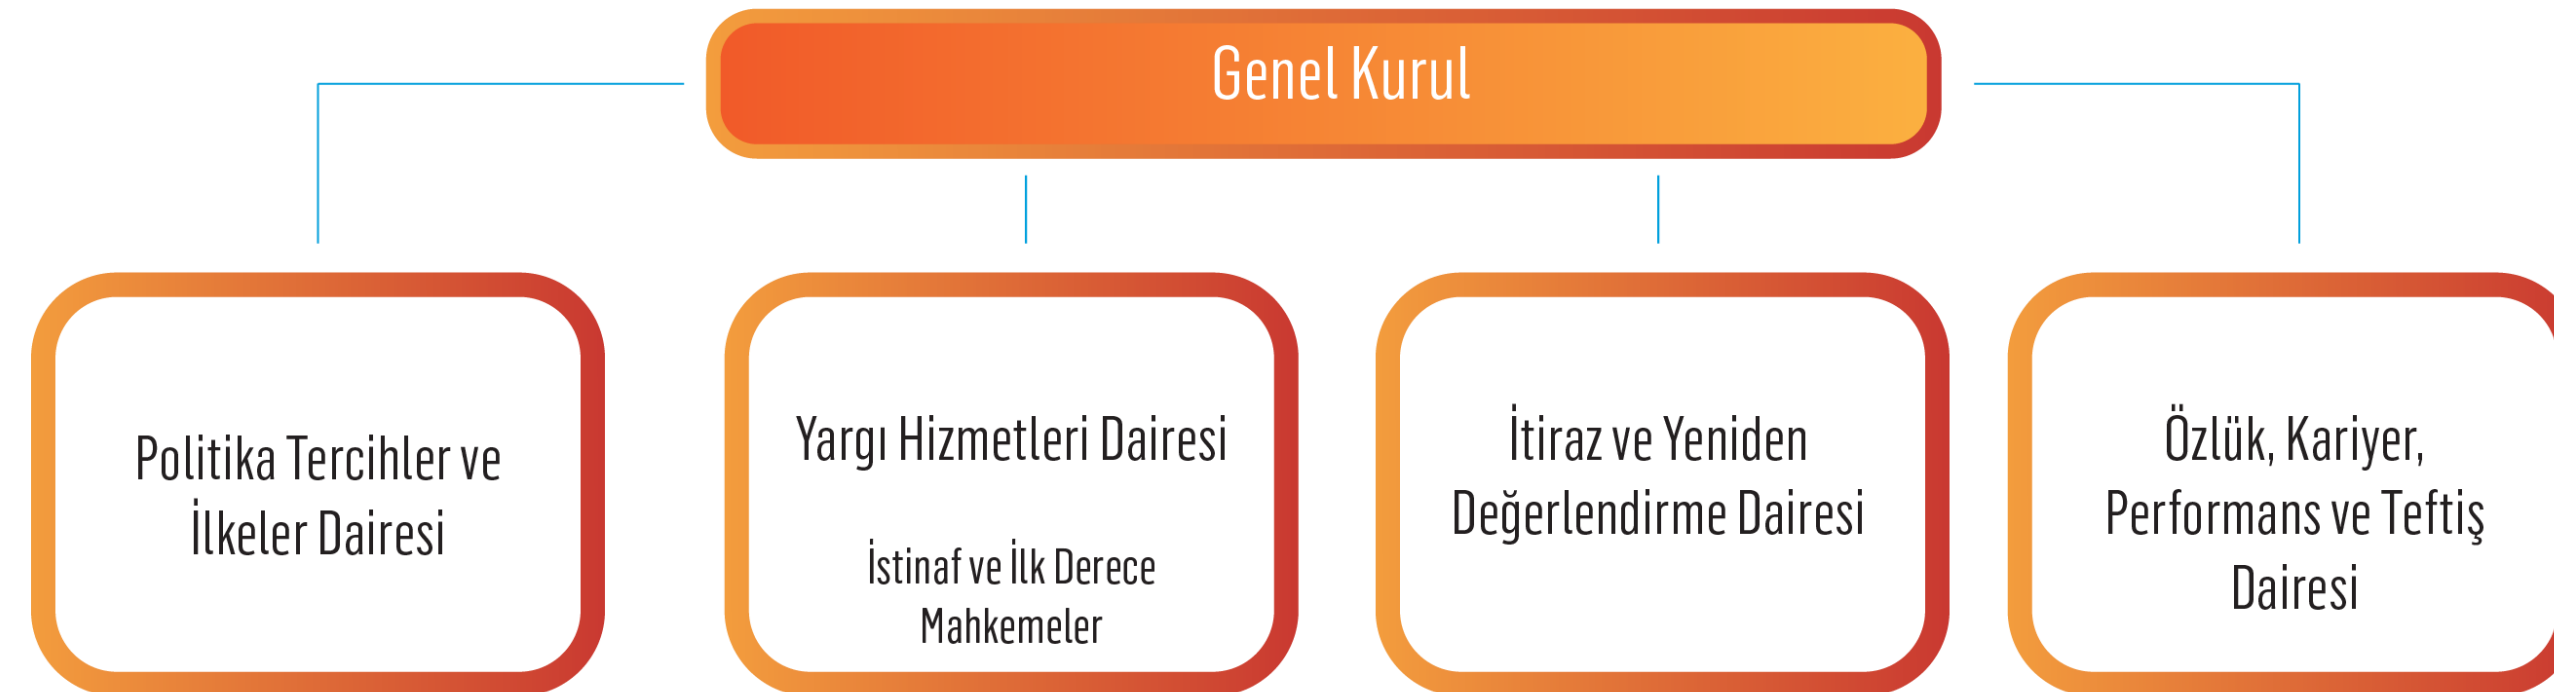 Genel Kurul
Politika Tercihler ve
İlkeler Dairesi
Yargı Hizmetleri Dairesi
İstinaf ve İlk Derece
Mahkemeler
İtiraz ve Yeniden
Değerlendirme Dairesi
Özlük, Kariyer,
Performans ve Teftiş
Dairesi